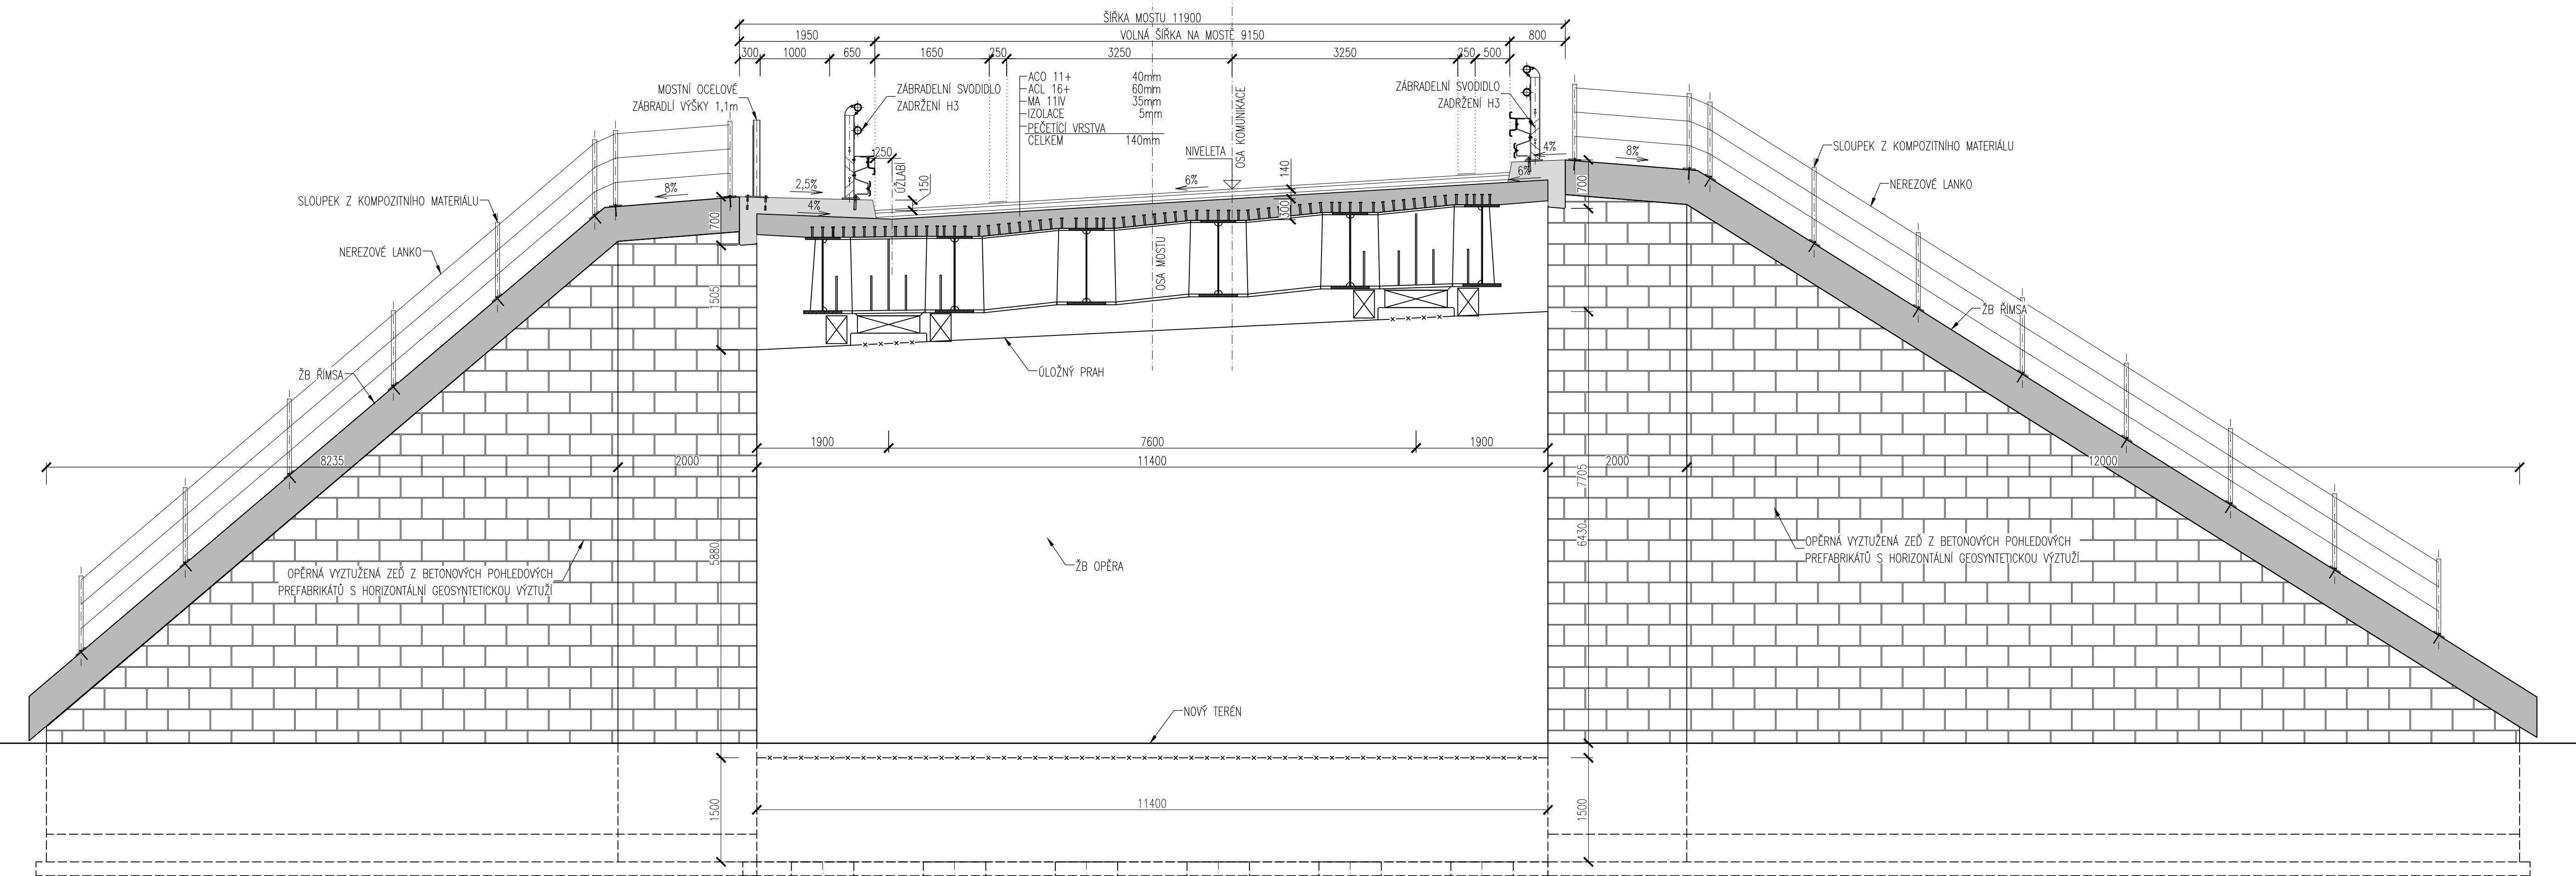 ŠÍŘKA MOSTU 11900
1950
VOLNÁ ŠÍŘKA NA MOSTĚ 9150
800
300
1000
650
1650
250
3250
3250
250
500
MOSTNÍ OCELOVÉ
ZÁBRADLÍ VÝŠKY 1,1m
ZÁBRADELNÍ SVODIDLO
ZADRŽENÍ H3
ACO 11+ 40mm
ACL 16+ 60mm
MA 11IV 35mm
IZOLACE 5mm
PEČETÍCÍ VRSTVA
CELKEM 140mm
OSA KOMUNIKACE
ZÁBRADELNÍ SVODIDLO
ZADRŽENÍ H3
NIVELETA
250
ÚŽLABÍ
150
140
300
8%
2,5%
4%
6%
6%
4%
8%
700
700
SLOUPEK Z KOMPOZITNÍHO MATERIÁLU
NEREZOVÉ LANKO
SLOUPEK Z KOMPOZITNÍHO MATERIÁLU
NEREZOVÉ LANKO
OSA MOSTU
1505
ŽB ŘÍMSA
ŽB ŘÍMSA
ÚLOŽNÝ PRAH
1900
7600
1900
8235
2000
11400
2000
12000
7705
6430
5880
ŽB OPĚRA
OPĚRNÁ VYZTUŽENÁ ZEĎ Z BETONOVÝCH POHLEDOVÝCH
PREFABRIKÁTŮ S HORIZONTÁLNÍ GEOSYNTETICKOU VÝZTUŽÍ
OPĚRNÁ VYZTUŽENÁ ZEĎ Z BETONOVÝCH POHLEDOVÝCH
PREFABRIKÁTŮ S HORIZONTÁLNÍ GEOSYNTETICKOU VÝZTUŽÍ
NOVÝ TERÉN
1500
11400
1500